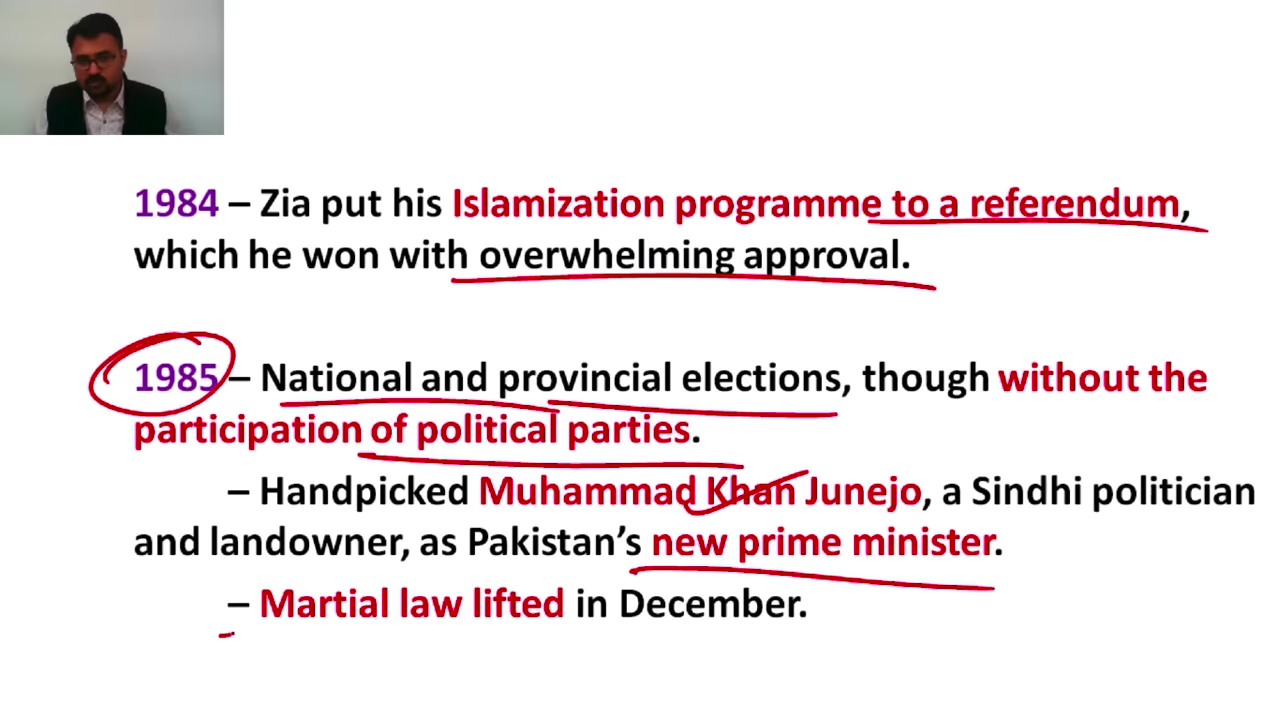 1984 – Zia put his Islamization programme to a referendum,
which he won with overwhelming approval.
1985 – National and provincial elections, though without the
participation of political parties.
– Handpicked Muhammad Khan Junejo, a Sindhi politician
and landowner, as Pakistan’s new prime minister.
– Martial law lifted in December.